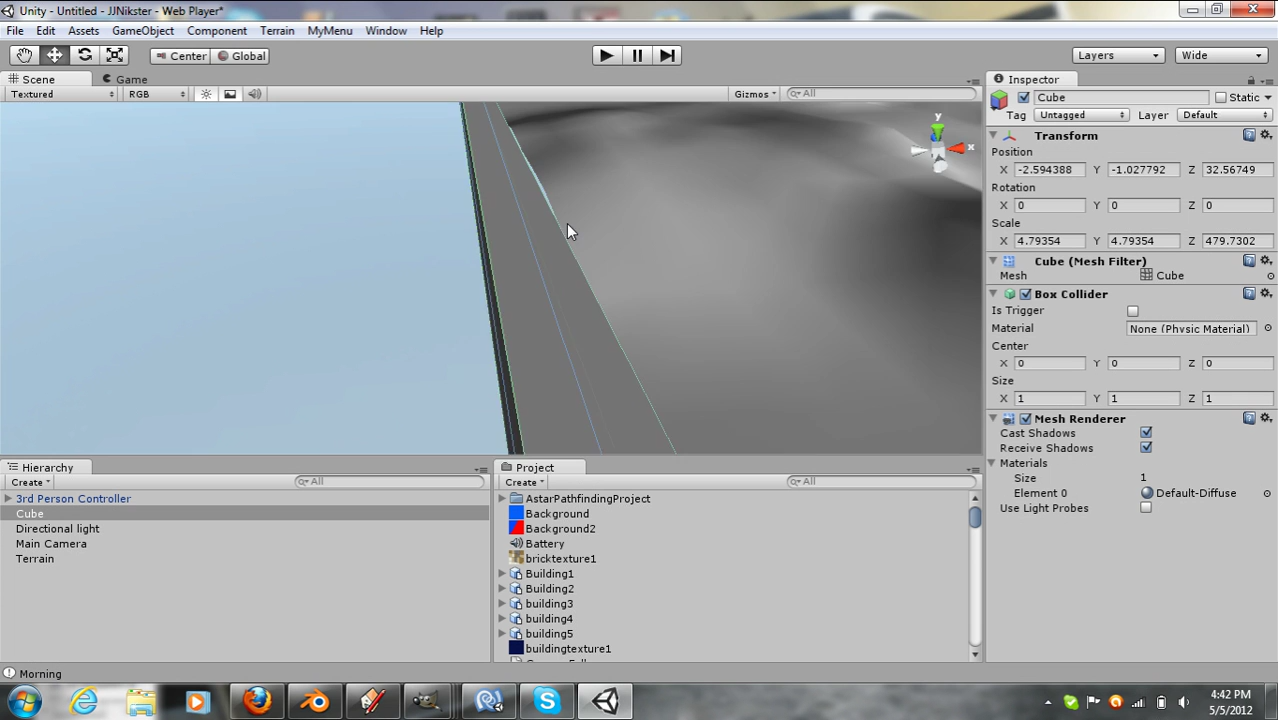 Unity - Untitled - JJNikster - Web Player*
File Edit Assets GameObject Component Terrain MyMenu Window Help
Center Global Layers Wide
Scene Game
Textured RGB Gizmos All
y
x
Inspector
Cube Static
Tag Untagged Layer Default
Transform
Position
X -2.594388 Y -1.027792 Z 32.56749
Rotation
X 0 Y 0 Z 0
Scale
X 4.79354 Y 4.79354 Z 479.7302
Cube (Mesh Filter)
Mesh Cube
Box Collider
Is Trigger
Material None (Physic Material)
Center
X 0 Y 0 Z 0
Size
X 1 Y 1 Z 1
Mesh Renderer
Cast Shadows
Receive Shadows
Materials
Size 1
Element 0 Default-Diffuse
Use Light Probes
Hierarchy
Create All
3rd Person Controller
Cube
Directional light
Main Camera
Terrain
Project
Create All
AstarPathfindingProject
Background
Background2
Battery
bricktexture1
Building1
Building2
building3
building4
building5
buildingtexture1
Morning
4:42 PM
5/5/2012